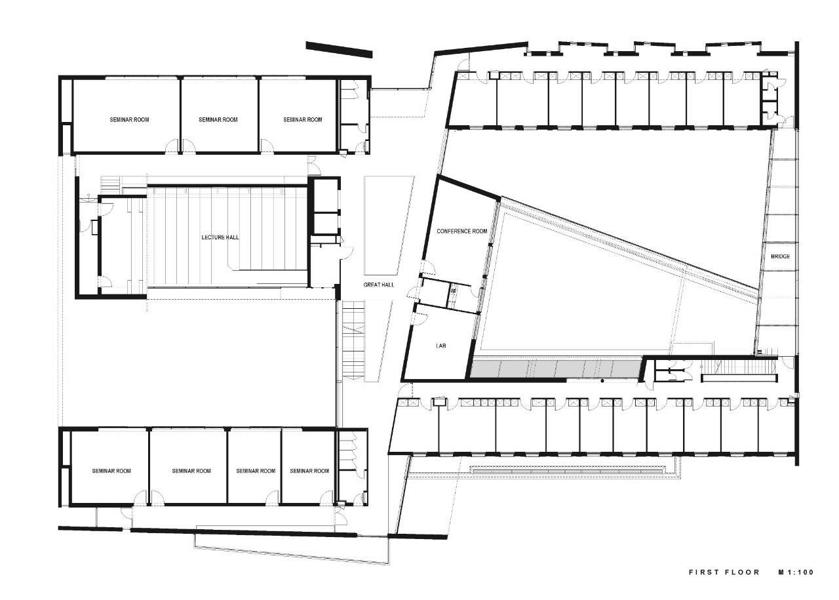 SEMINAR ROOM
SEMINAR ROOM
SEMINAR ROOM
LECTURE HALL
CONFERENCE ROOM
BRIDGE
GREAT HALL
LAB
SEMINAR ROOM
SEMINAR ROOM
SEMINAR ROOM
SEMINAR ROOM
FIRST FLOOR M 1:100